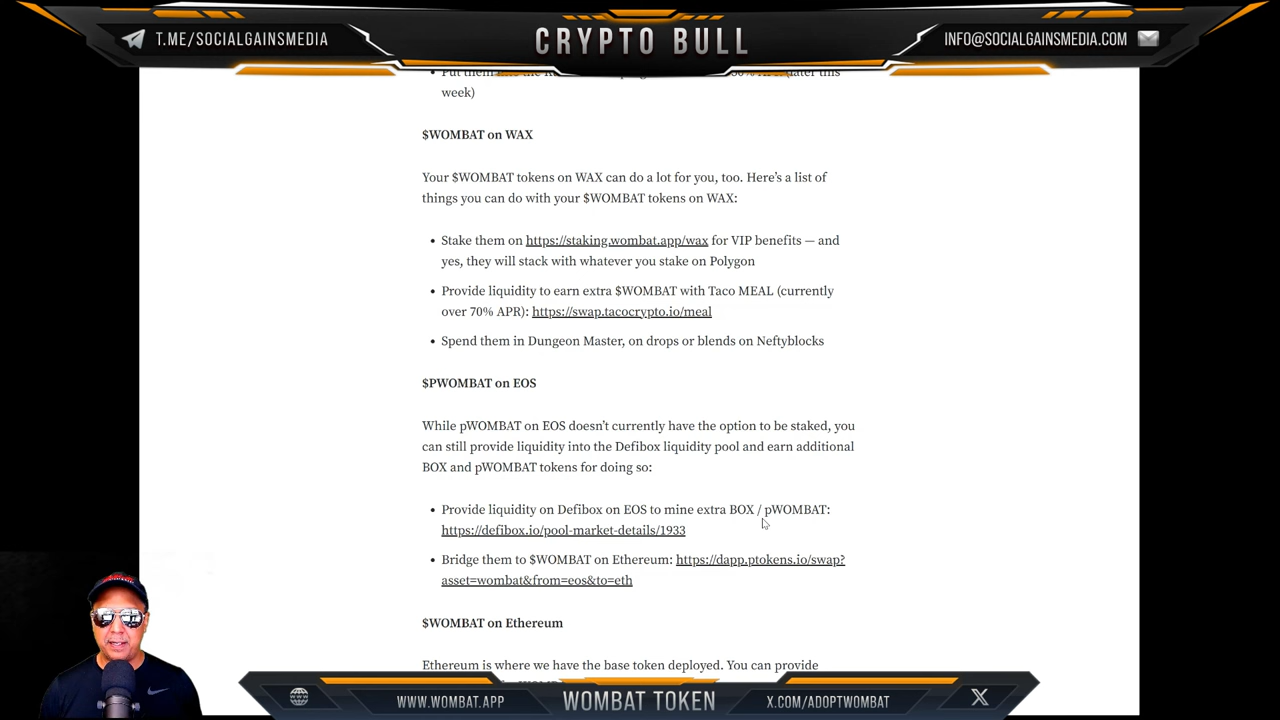 T.ME/SOCIALGAINSMEDIA
CRYPTO BULL
INFO@SOCIALGAINSMEDIA.COM
week)
$WOMBAT on WAX
Your $WOMBAT tokens on WAX can do a lot for you, too. Here’s a list of
things you can do with your $WOMBAT tokens on WAX:
• Stake them on https://staking.wombat.app/wax for VIP benefits — and
yes, they will stack with whatever you stake on Polygon
• Provide liquidity to earn extra $WOMBAT with Taco MEAL (currently
over 70% APR): https://swap.tacocrypto.io/meal
• Spend them in Dungeon Master, on drops or blends on Neftyblocks
$PWOMBAT on EOS
While pWOMBAT on EOS doesn’t currently have the option to be staked, you
can still provide liquidity into the Defibox liquidity pool and earn additional
BOX and pWOMBAT tokens for doing so:
• Provide liquidity on Defibox on EOS to mine extra BOX / pWOMBAT:
https://defibox.io/pool-market-details/1933
• Bridge them to $WOMBAT on Ethereum: https://dapp.ptokens.io/swap?
asset=wombat&from=eos&to=eth
$WOMBAT on Ethereum
Ethereum is where we have the base token deployed. You can provide
WWW.WOMBAT.APP
WOMBAT TOKEN
X.COM/ADOPTWOMBAT